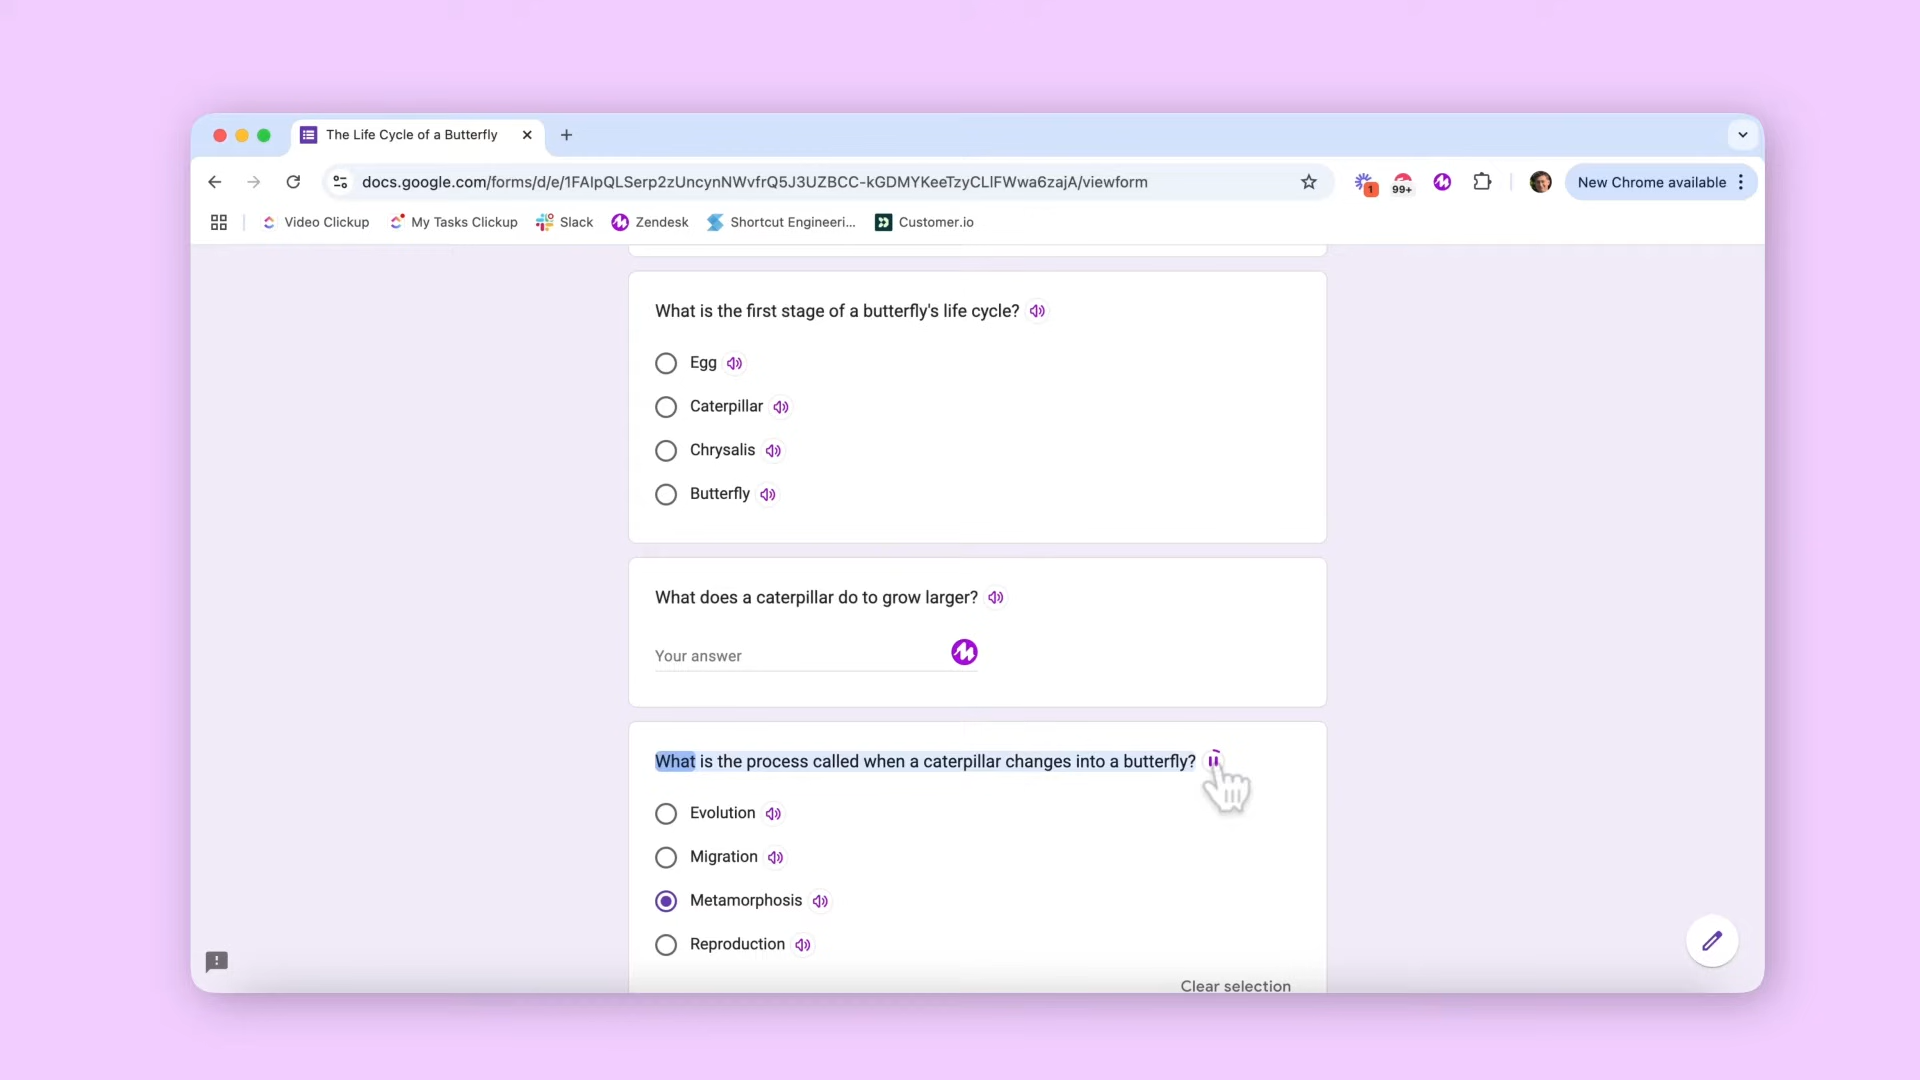 The Life Cycle of a Butterfly
docs.google.com/forms/d/e/1FAIpQLSerp2zUncynNWvfrQ5J3UZBCC-kGDMYKeeTzyCLlFWwa6zajA/viewform
1
99+
New Chrome available
Video Clickup
My Tasks Clickup
Slack
Zendesk
Shortcut Engineeri...
Customer.io
What is the first stage of a butterfly's life cycle?
Egg
Caterpillar
Chrysalis
Butterfly
What does a caterpillar do to grow larger?
Your answer
What is the process called when a caterpillar changes into a butterfly?
Evolution
Migration
Metamorphosis
Reproduction
Clear selection